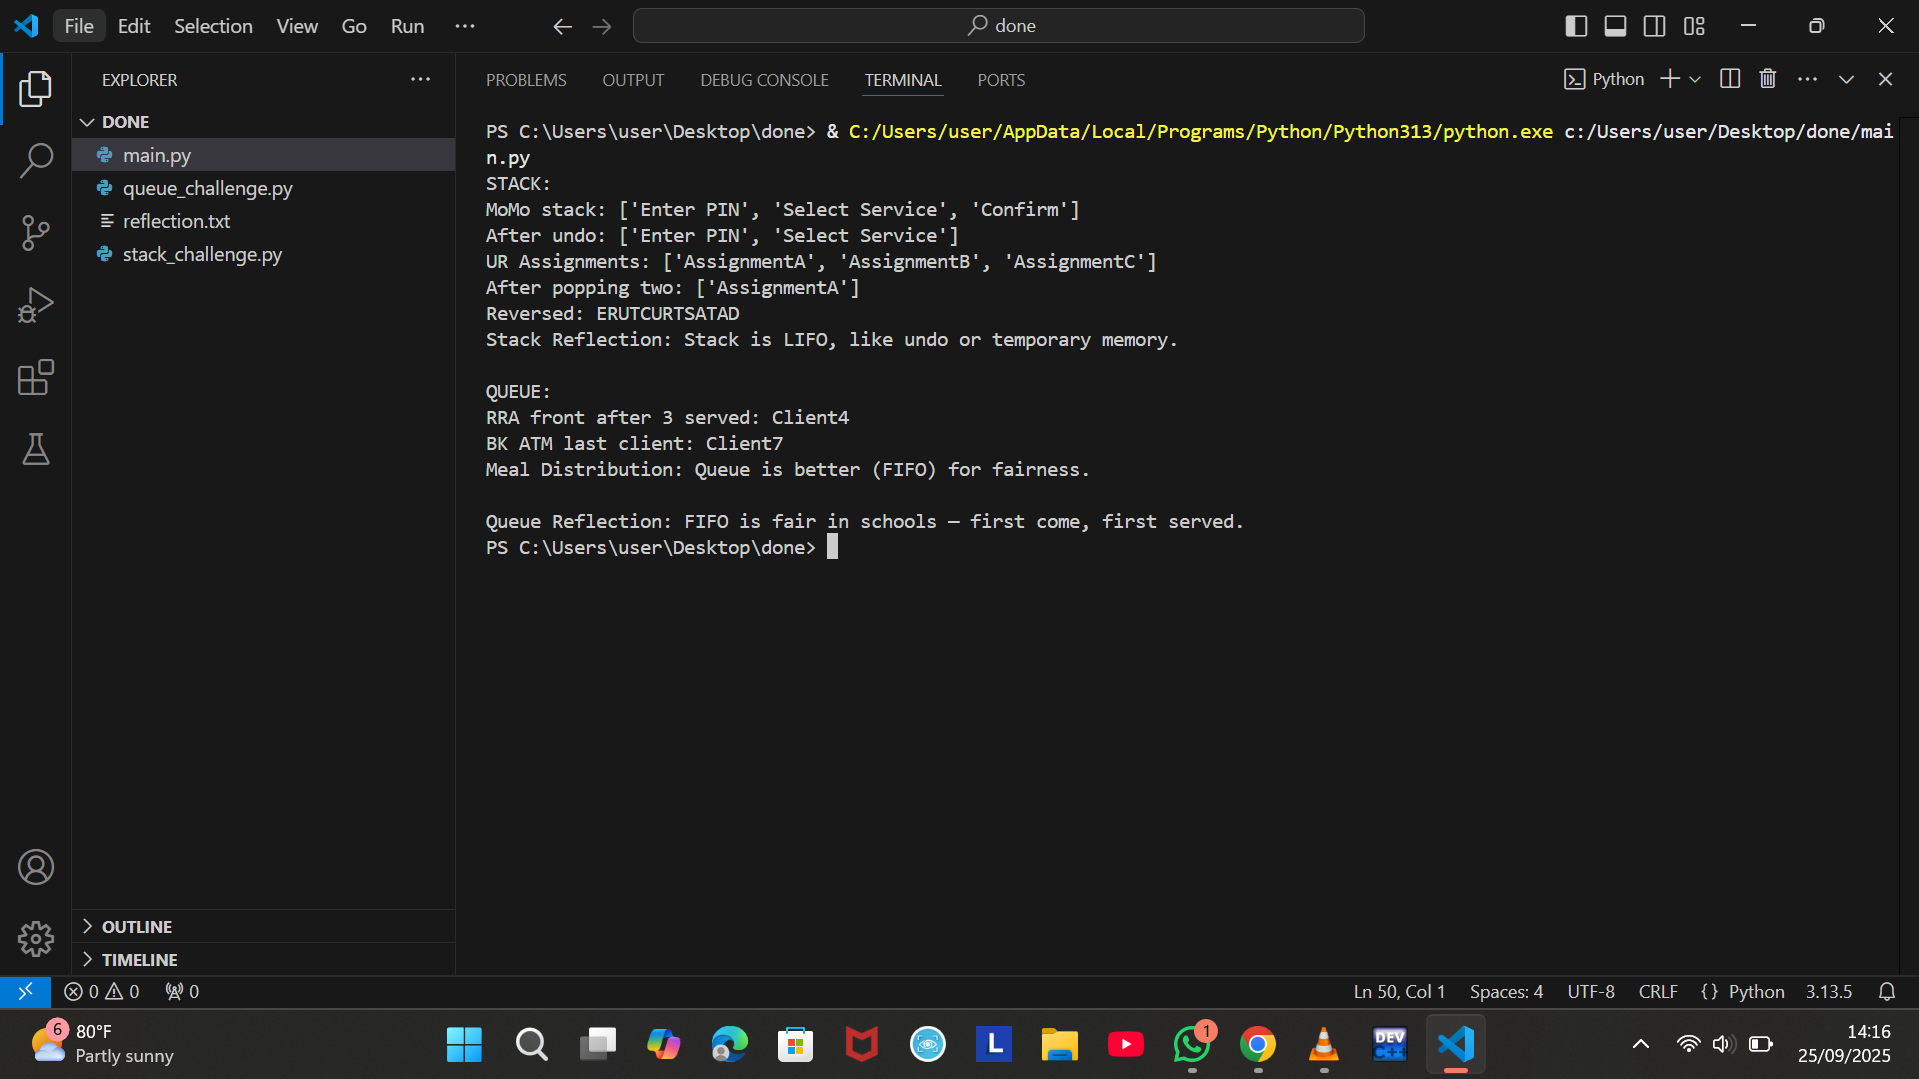 File Edit Selection View Go Run ···
done
EXPLORER ···
DONE
main.py
queue_challenge.py
reflection.txt
stack_challenge.py
OUTLINE
TIMELINE
PROBLEMS OUTPUT DEBUG CONSOLE TERMINAL PORTS
Python
PS C:\Users\user\Desktop\done> & C:/Users/user/AppData/Local/Programs/Python/Python313/python.exe c:/Users/user/Desktop/done/mai
n.py
STACK:
MoMo stack: ['Enter PIN', 'Select Service', 'Confirm']
After undo: ['Enter PIN', 'Select Service']
UR Assignments: ['AssignmentA', 'AssignmentB', 'AssignmentC']
After popping two: ['AssignmentA']
Reversed: ERUTCURTSATAD
Stack Reflection: Stack is LIFO, like undo or temporary memory.
QUEUE:
RRA front after 3 served: Client4
BK ATM last client: Client7
Meal Distribution: Queue is better (FIFO) for fairness.
Queue Reflection: FIFO is fair in schools — first come, first served.
PS C:\Users\user\Desktop\done>
0 0 0
Ln 50, Col 1 Spaces: 4 UTF-8 CRLF {} Python 3.13.5
6
80°F
Partly sunny
L
1
DEV
C++
14:16
25/09/2025